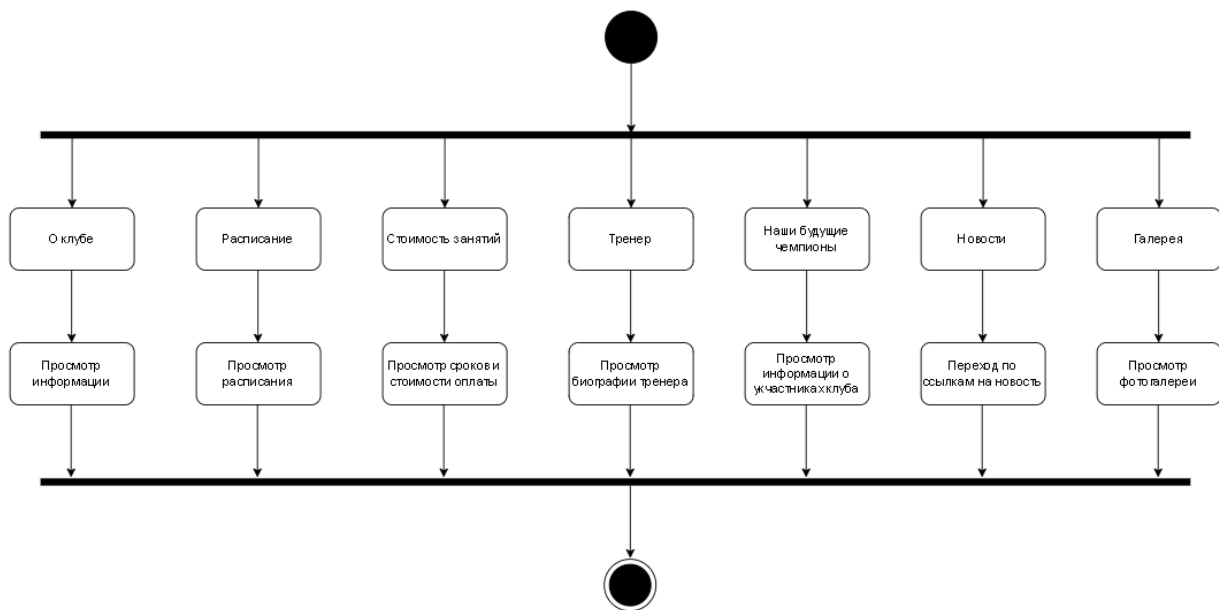 О клубе
Расписание
Стоимость занятий
Тренер
Наши будущие
чемпионы
Новости
Галерея
Просмотр
информации
Просмотр
расписания
Просмотр сроков и
стоимости оплаты
Просмотр
биографии тренера
Просмотр
информации о
укчастниках клуба
Переход по
ссылкам на новость
Просмотр
фотогалереи